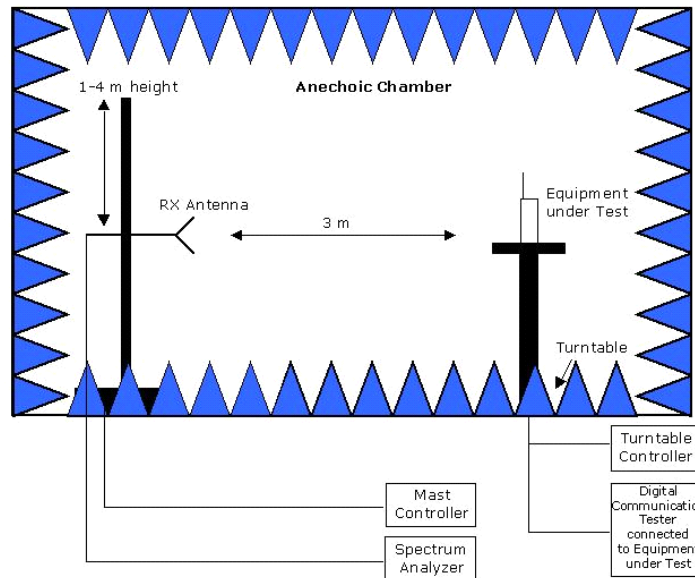 1-4 m height
Anechoic Chamber
RX Antenna
3 m
Equipment
under Test
Turntable
Turntable
Controller
Mast
Controller
Digital
Communicatio
Tester
connected
to Equipment
under Test
Spectrum
Analyzer